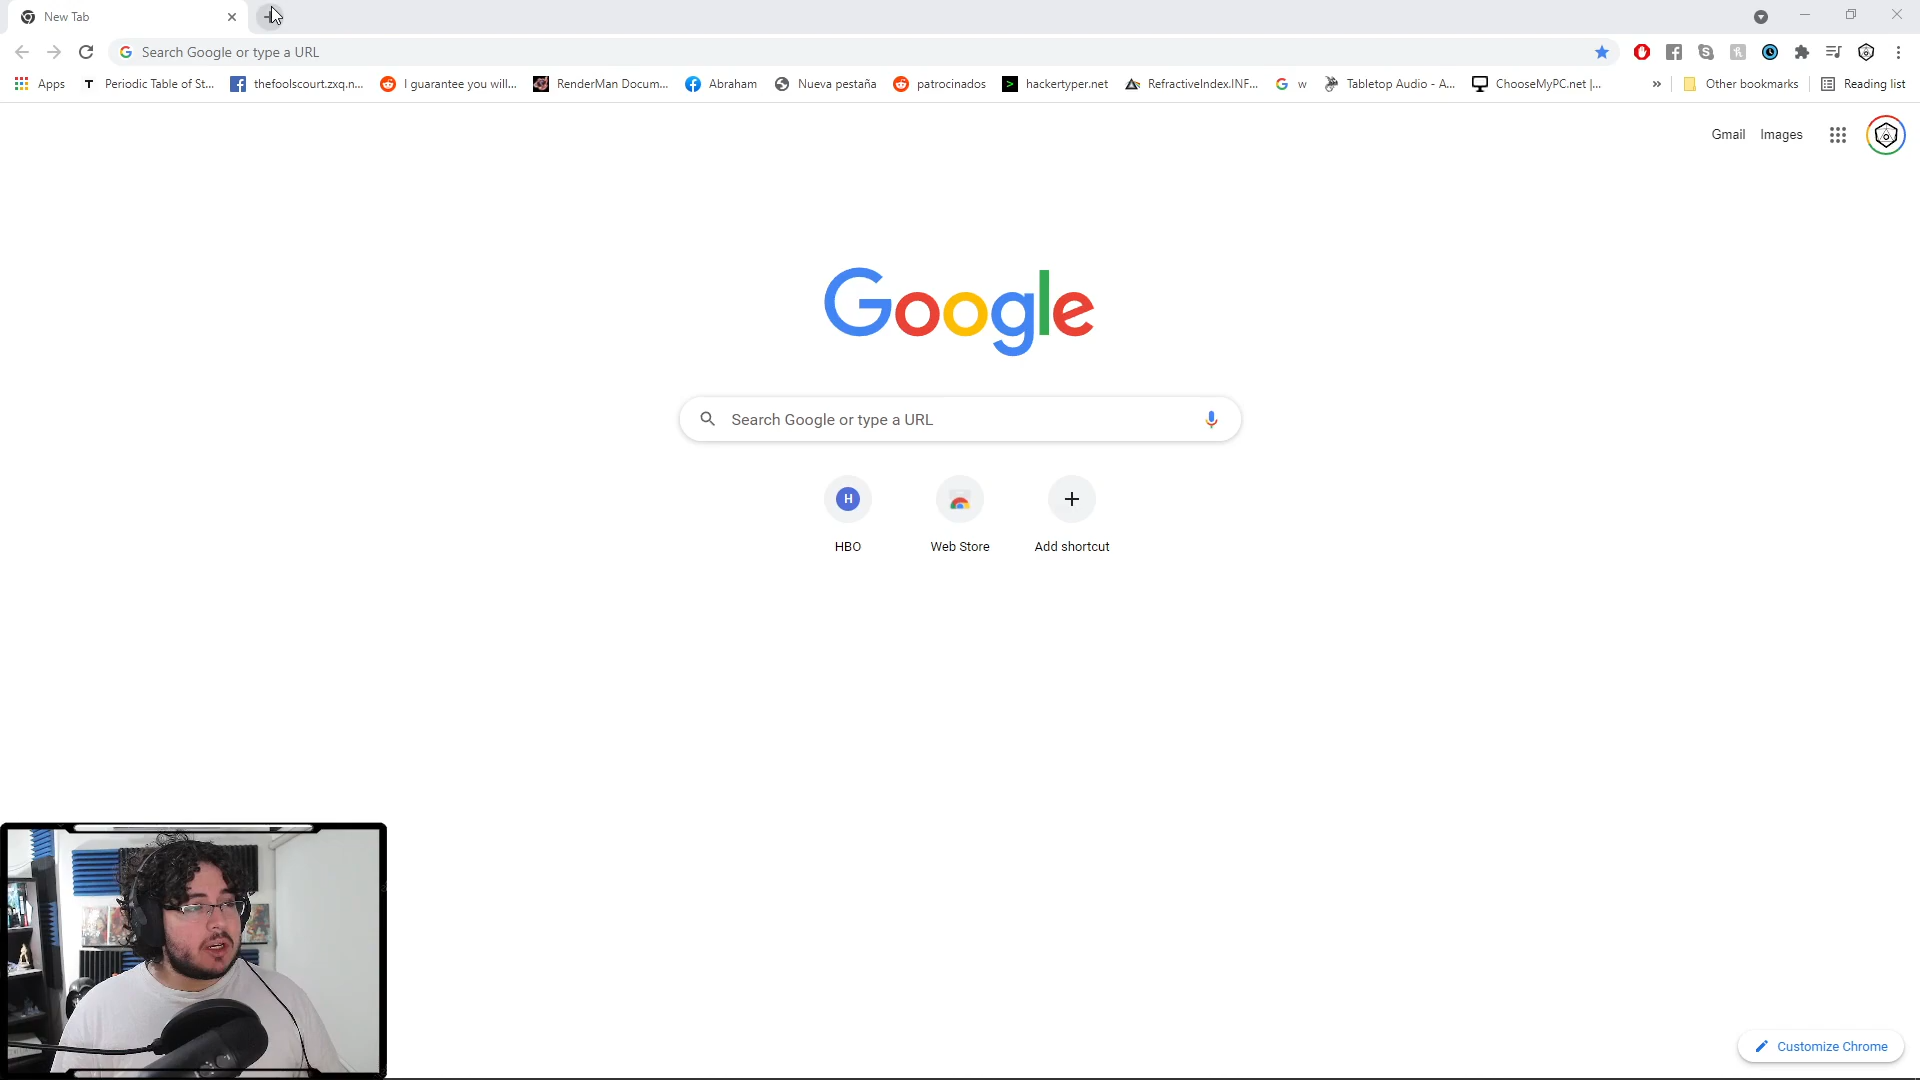 New Tab
Search Google or type a URL
Apps
Periodic Table of St...
thefoolscourt.zxq.n...
I guarantee you will...
RenderMan Docum...
Abraham
Nueva pestaña
patrocinados
hackertyper.net
RefractiveIndex.INF...
w
Tabletop Audio - A...
ChooseMyPC.net |...
»
Other bookmarks
Reading list
Gmail
Images
Google
Search Google or type a URL
H
HBO
Web Store
Add shortcut
Customize Chrome